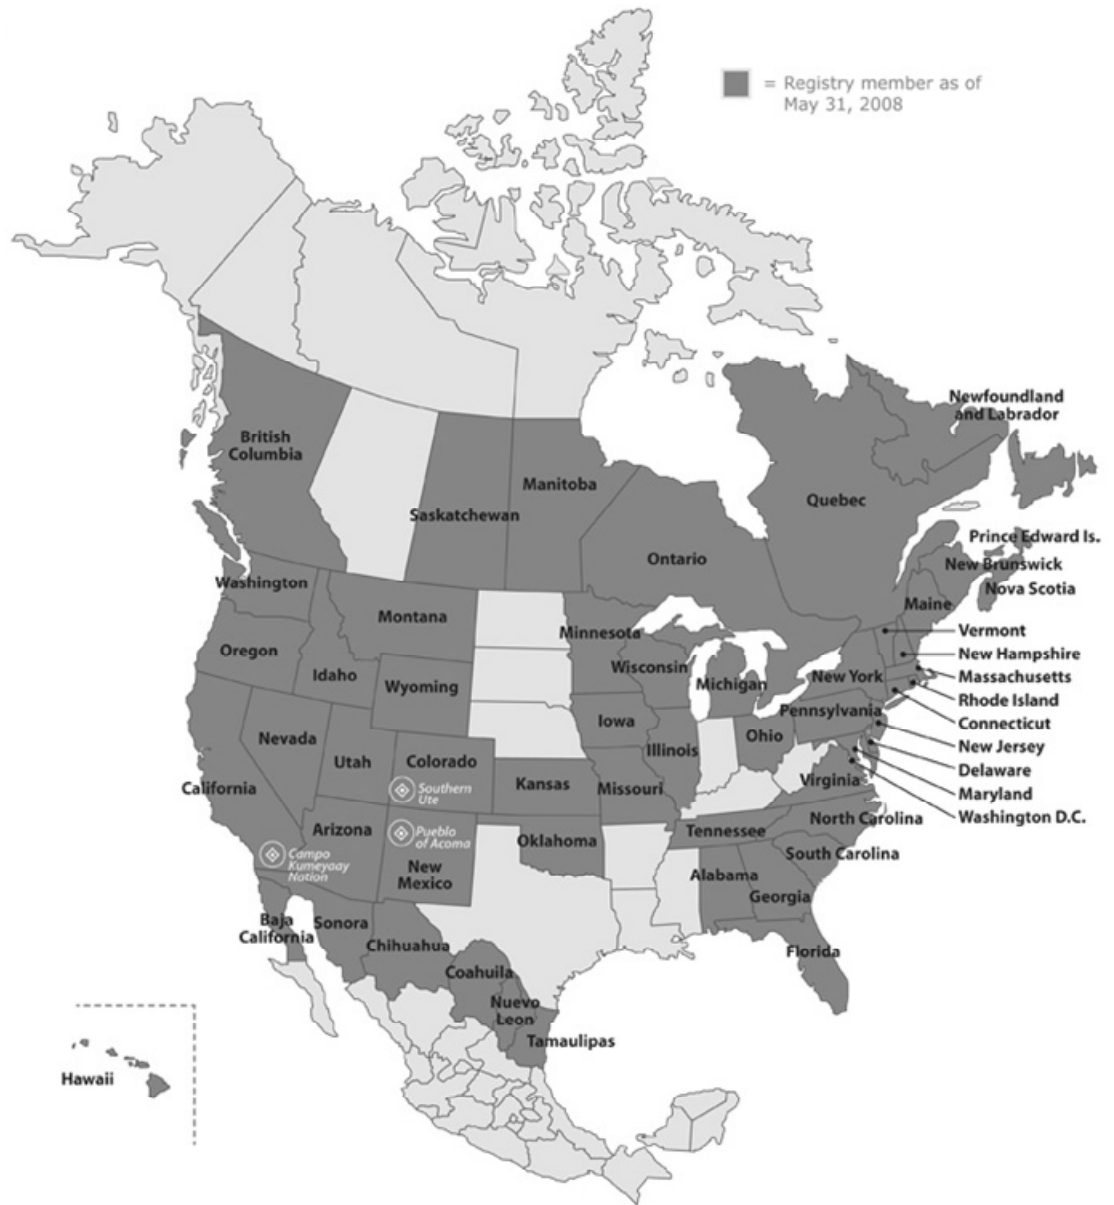 = Registry member as of
May 31, 2008
Newfoundland
and Labrador
British
Columbia
Manitoba
Quebec
Saskatchewan
Prince Edward Is.
Ontario
New Brunswick
Washington
Nova Scotia
Maine
Montana
Vermont
Minnesota
Oregon
New Hampshire
Wisconsin
Idaho
New York
Massachusetts
Wyoming
Michigan
Rhode Island
Pennsylvania
Iowa
Connecticut
Nevada
Ohio
Illinois
New Jersey
Utah
Colorado
Delaware
Virginia
Kansas
Missouri
California
Southern
Ute
Maryland
Washington D.C.
North Carolina
Arizona
Pueblo
of Acoma
Tennessee
Oklahoma
South Carolina
Campo
Kumeyaay
Nation
New
Mexico
Alabama
Georgia
Baja
California
Sonora
Chihuahua
Florida
Coahuila
Nuevo
Leon
Tamaulipas
Hawaii